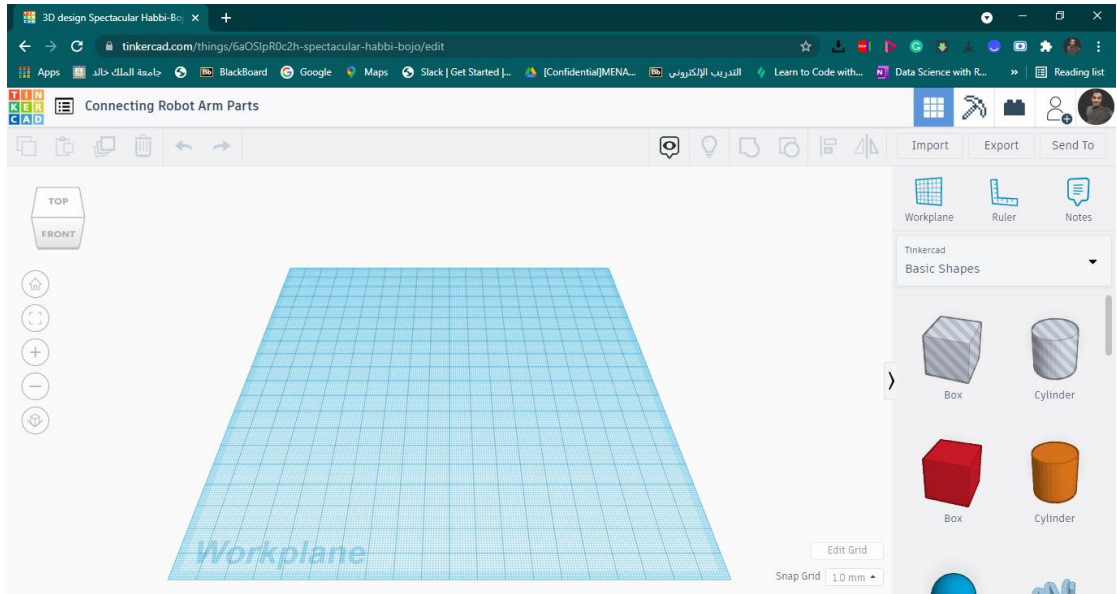 3D design Spectacular Habbi-Bo
tinkercad.com/things/6aOSlpR0c2h-spectacular-habbi-bojo/edit
Apps جامعة الملك خالد BlackBoard Google Maps Slack | Get Started |... [Confidential]MENA... التدريب الإلكتروني Learn to Code with... Data Science with R... » Reading list
TIN
KER
CAD
Connecting Robot Arm Parts
Import Export Send To
TOP
FRONT
Workplane Ruler Notes
Tinkercad
Basic Shapes
Box Cylinder
Box Cylinder
Workplane
Edit Grid
Snap Grid 1.0 mm